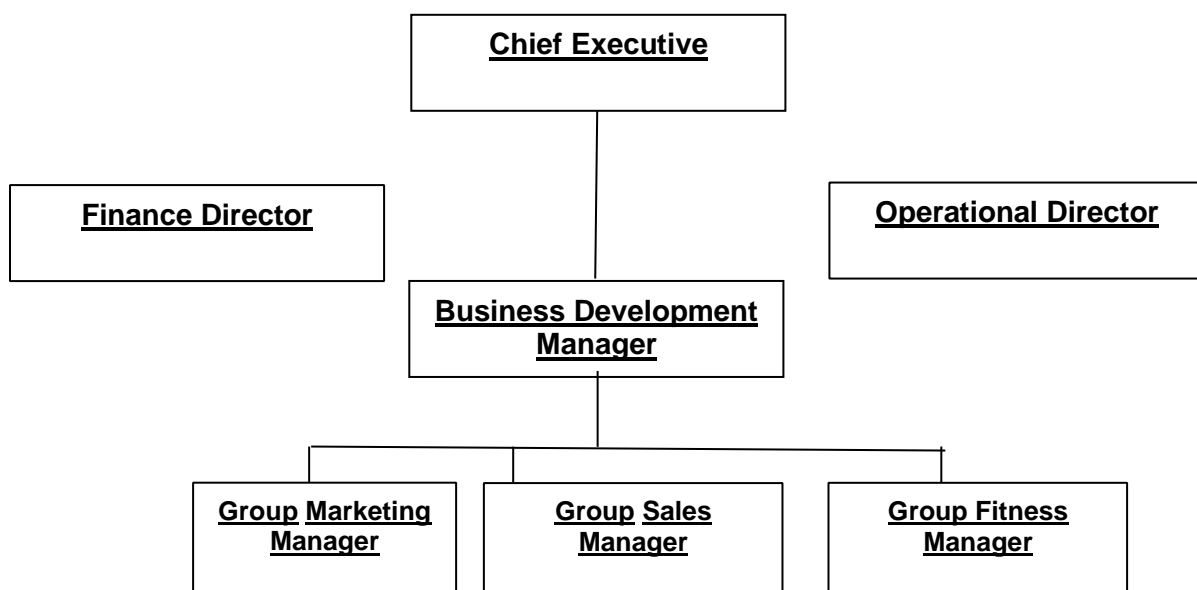 Chief Executive
Finance Director
Operational Director
Business Development
Manager
Group Marketing
Manager
Group Sales
Manager
Group Fitness
Manager